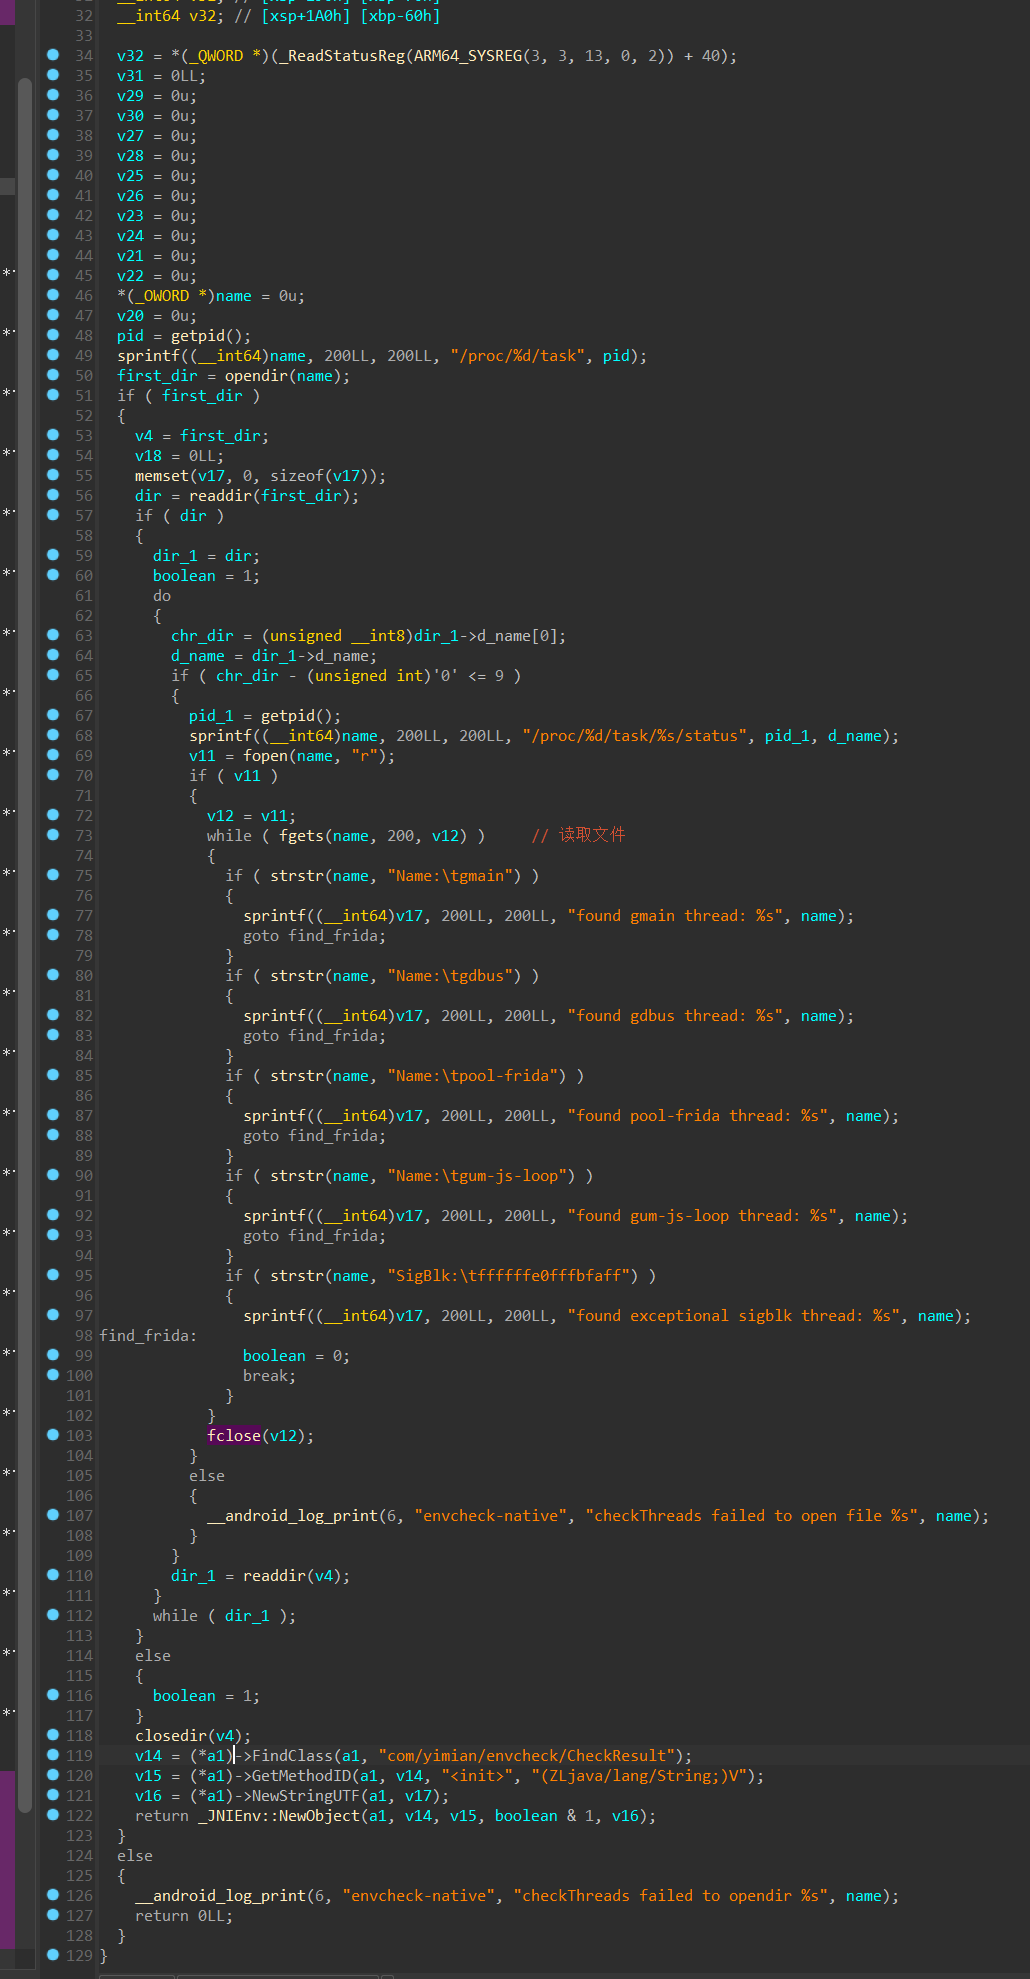 32 __int64 v32; // [xsp+1A0h] [xbp-60h]
33
34 v32 = *(_QWORD *)(_ReadStatusReg(ARM64_SYSREG(3, 3, 13, 0, 2)) + 40);
35 v31 = 0LL;
36 v29 = 0u;
37 v30 = 0u;
38 v27 = 0u;
39 v28 = 0u;
40 v25 = 0u;
41 v26 = 0u;
42 v23 = 0u;
43 v24 = 0u;
44 v21 = 0u;
45 v22 = 0u;
46 *(_OWORD *)name = 0u;
47 v20 = 0u;
48 pid = getpid();
49 sprintf((__int64)name, 200LL, 200LL, "/proc/%d/task", pid);
50 first_dir = opendir(name);
51 if ( first_dir )
52 {
53 v4 = first_dir;
54 v18 = 0LL;
55 memset(v17, 0, sizeof(v17));
56 dir = readdir(first_dir);
57 if ( dir )
58 {
59 dir_1 = dir;
60 boolean = 1;
61 do
62 {
63 chr_dir = (unsigned __int8)dir_1->d_name[0];
64 d_name = dir_1->d_name;
65 if ( chr_dir - (unsigned int)'0' <= 9 )
66 {
67 pid_1 = getpid();
68 sprintf((__int64)name, 200LL, 200LL, "/proc/%d/task/%s/status", pid_1, d_name);
69 v11 = fopen(name, "r");
70 if ( v11 )
71 {
72 v12 = v11;
73 while ( fgets(name, 200, v12) ) // 读取文件
74 {
75 if ( strstr(name, "Name:\tgmain") )
76 {
77 sprintf((__int64)v17, 200LL, 200LL, "found gmain thread: %s", name);
78 goto find_frida;
79 }
80 if ( strstr(name, "Name:\tgdbus") )
81 {
82 sprintf((__int64)v17, 200LL, 200LL, "found gdbus thread: %s", name);
83 goto find_frida;
84 }
85 if ( strstr(name, "Name:\tpool-frida") )
86 {
87 sprintf((__int64)v17, 200LL, 200LL, "found pool-frida thread: %s", name);
88 goto find_frida;
89 }
90 if ( strstr(name, "Name:\tgum-js-loop") )
91 {
92 sprintf((__int64)v17, 200LL, 200LL, "found gum-js-loop thread: %s", name);
93 goto find_frida;
94 }
95 if ( strstr(name, "SigBlk:\tffffffe0fffbfaff") )
96 {
97 sprintf((__int64)v17, 200LL, 200LL, "found exceptional sigblk thread: %s", name);
98 find_frida:
99 boolean = 0;
100 break;
101 }
102 }
103 fclose(v12);
104 }
105 else
106 {
107 __android_log_print(6, "envcheck-native", "checkThreads failed to open file %s", name);
108 }
109 }
110 dir_1 = readdir(v4);
111 }
112 while ( dir_1 );
113 }
114 else
115 {
116 boolean = 1;
117 }
118 closedir(v4);
119 v14 = (*a1)->FindClass(a1, "com/yimian/envcheck/CheckResult");
120 v15 = (*a1)->GetMethodID(a1, v14, "<init>", "(ZLjava/lang/String;)V");
121 v16 = (*a1)->NewStringUTF(a1, v17);
122 return _JNIEnv::NewObject(a1, v14, v15, boolean & 1, v16);
123 }
124 else
125 {
126 __android_log_print(6, "envcheck-native", "checkThreads failed to opendir %s", name);
127 return 0LL;
128 }
129 }